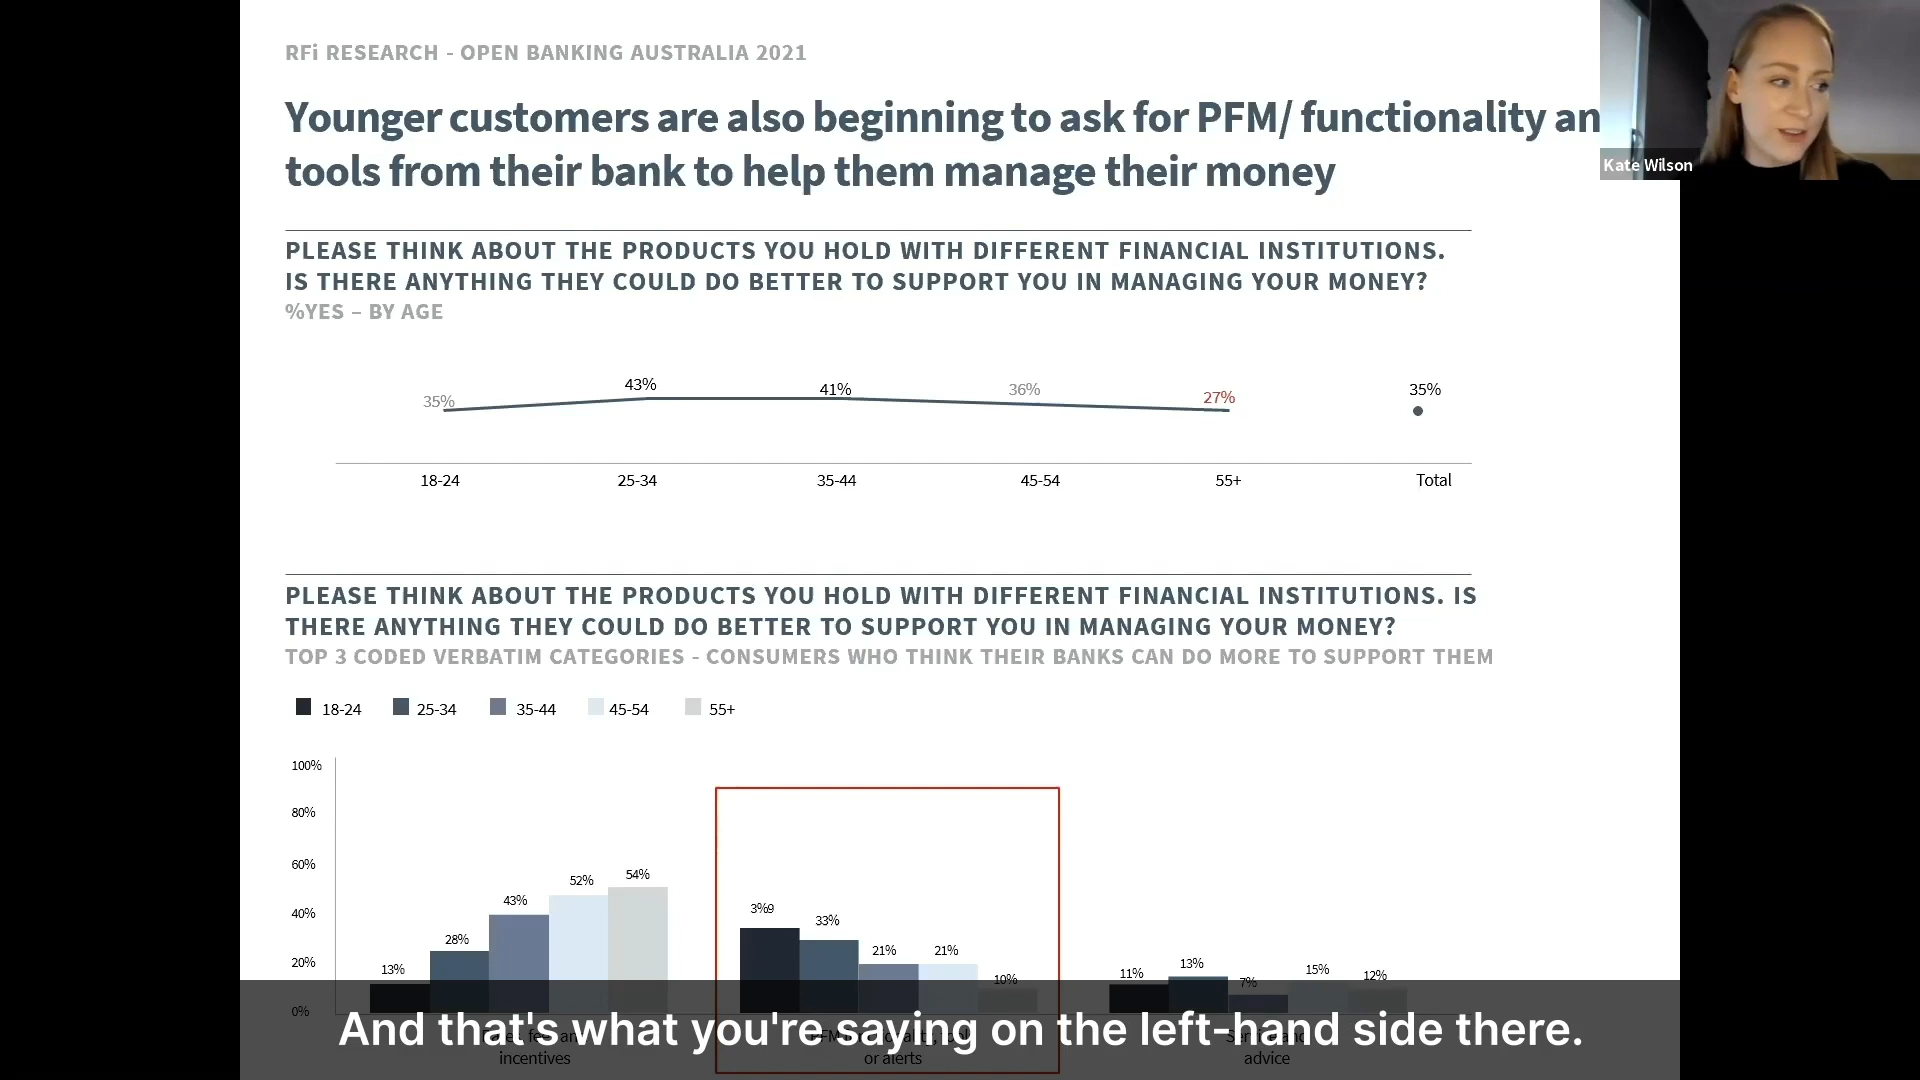 RFi RESEARCH - OPEN BANKING AUSTRALIA 2021
Younger customers are also beginning to ask for PFM/ functionality an
tools from their bank to help them manage their money
Kate Wilson
PLEASE THINK ABOUT THE PRODUCTS YOU HOLD WITH DIFFERENT FINANCIAL INSTITUTIONS.
IS THERE ANYTHING THEY COULD DO BETTER TO SUPPORT YOU IN MANAGING YOUR MONEY?
%YES – BY AGE
35% 43% 41% 36% 27% 35%
18-24 25-34 35-44 45-54 55+ Total
PLEASE THINK ABOUT THE PRODUCTS YOU HOLD WITH DIFFERENT FINANCIAL INSTITUTIONS. IS
THERE ANYTHING THEY COULD DO BETTER TO SUPPORT YOU IN MANAGING YOUR MONEY?
TOP 3 CODED VERBATIM CATEGORIES - CONSUMERS WHO THINK THEIR BANKS CAN DO MORE TO SUPPORT THEM
18-24 25-34 35-44 45-54 55+
100%
80%
60%
40%
20%
0%
13% 28% 43% 52% 54%
3%9 33% 21% 21% 10%
11% 13% 7% 15% 12%
And that's what you're saying on the left-hand side there.
incentives
or alerts
advice